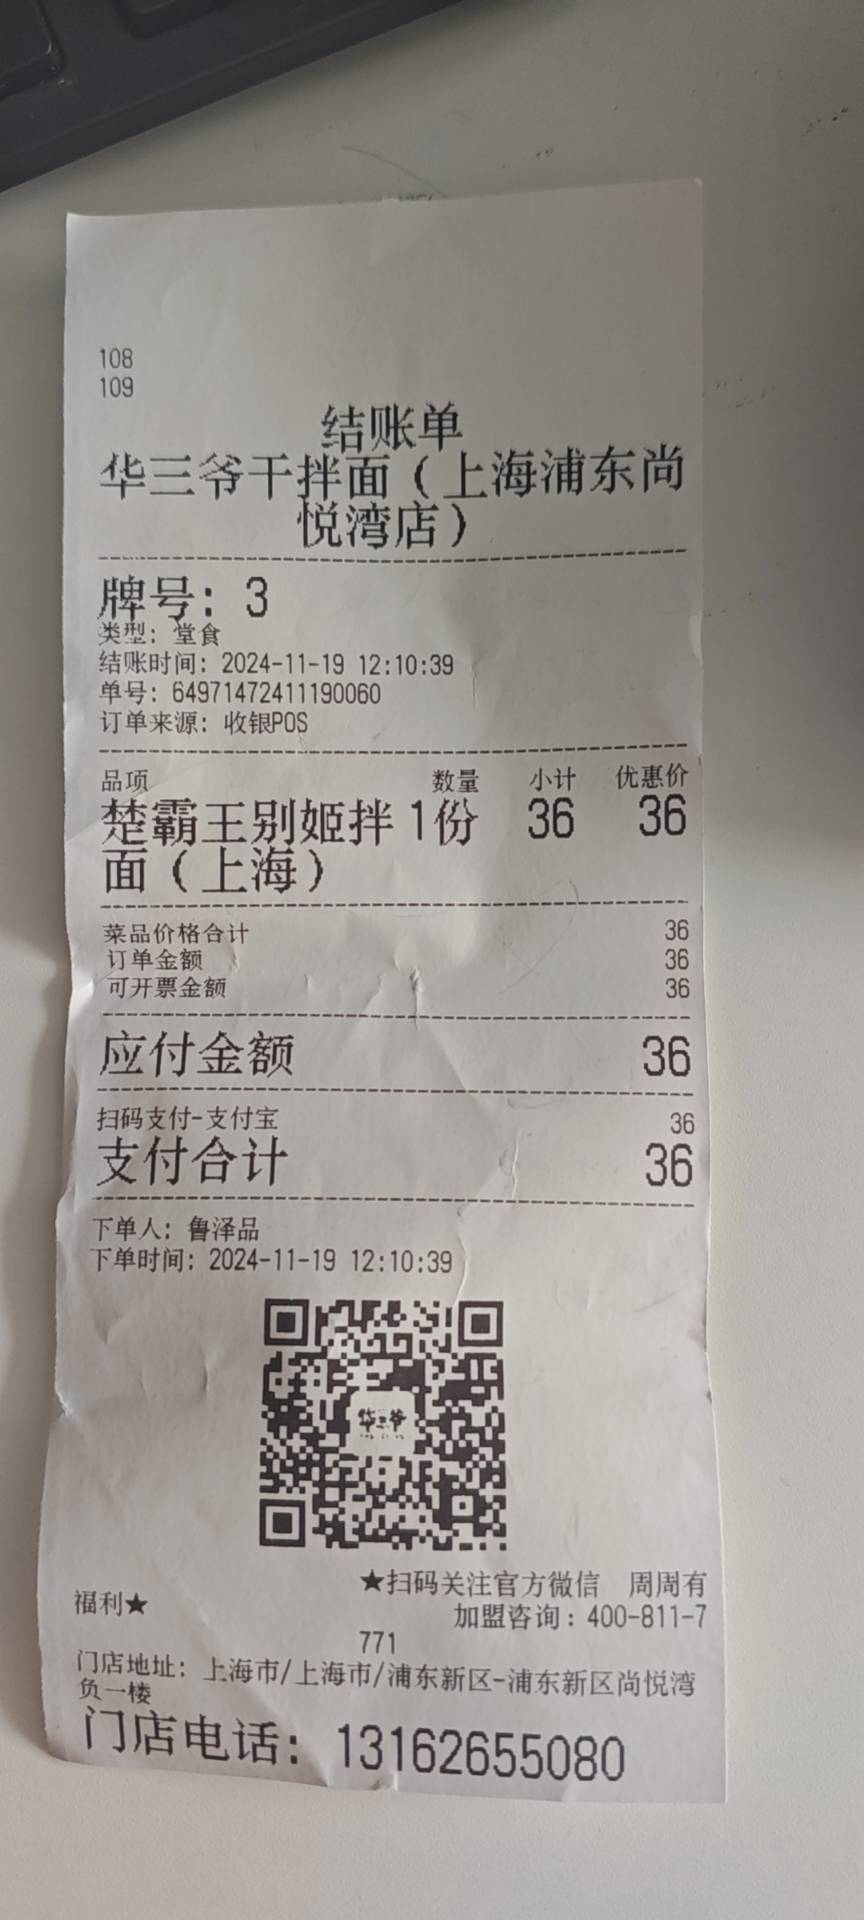 108
109
结账单
华三爷干拌面（上海浦东尚
悦湾店）
牌号: 3
类型: 堂食
结账时间: 2024-11-19 12:10:39
单号: 64971472411190060
订单来源: 收银POS
品项 数量 小计 优惠价
楚霸王别姬拌 1份 36 36
面（上海）
菜品价格合计 36
订单金额 36
可开票金额 36
应付金额 36
扫码支付-支付宝 36
支付合计 36
下单人: 鲁泽品
下单时间: 2024-11-19 12:10:39
华三爷
★扫码关注官方微信 周周有
福利★ 加盟咨询：400-811-7
771
门店地址: 上海市/上海市/浦东新区-浦东新区尚悦湾
负一楼
门店电话: 13162655080